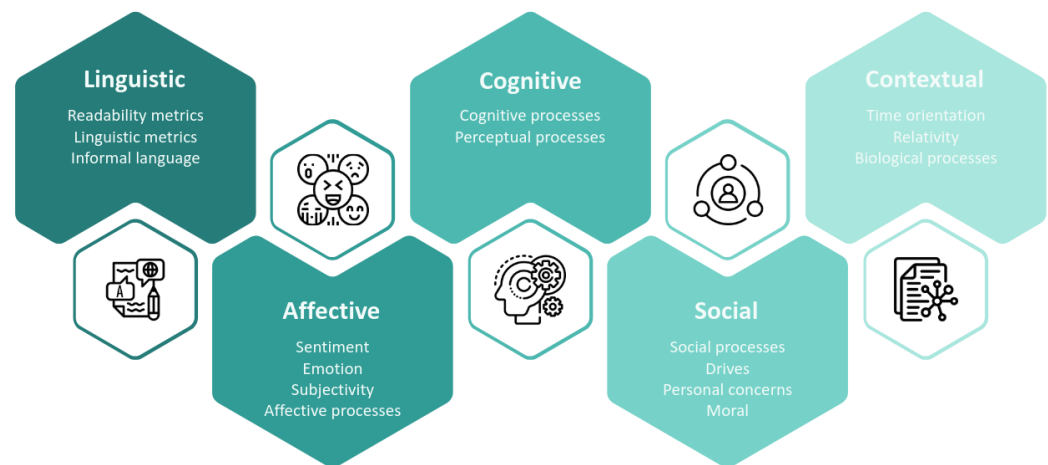 Linguistic
Readability metrics
Linguistic metrics
Informal language
Affective
Sentiment
Emotion
Subjectivity
Affective processes
Cognitive
Cognitive processes
Perceptual processes
Social
Social processes
Drives
Personal concerns
Moral
Contextual
Time orientation
Relativity
Biological processes
A